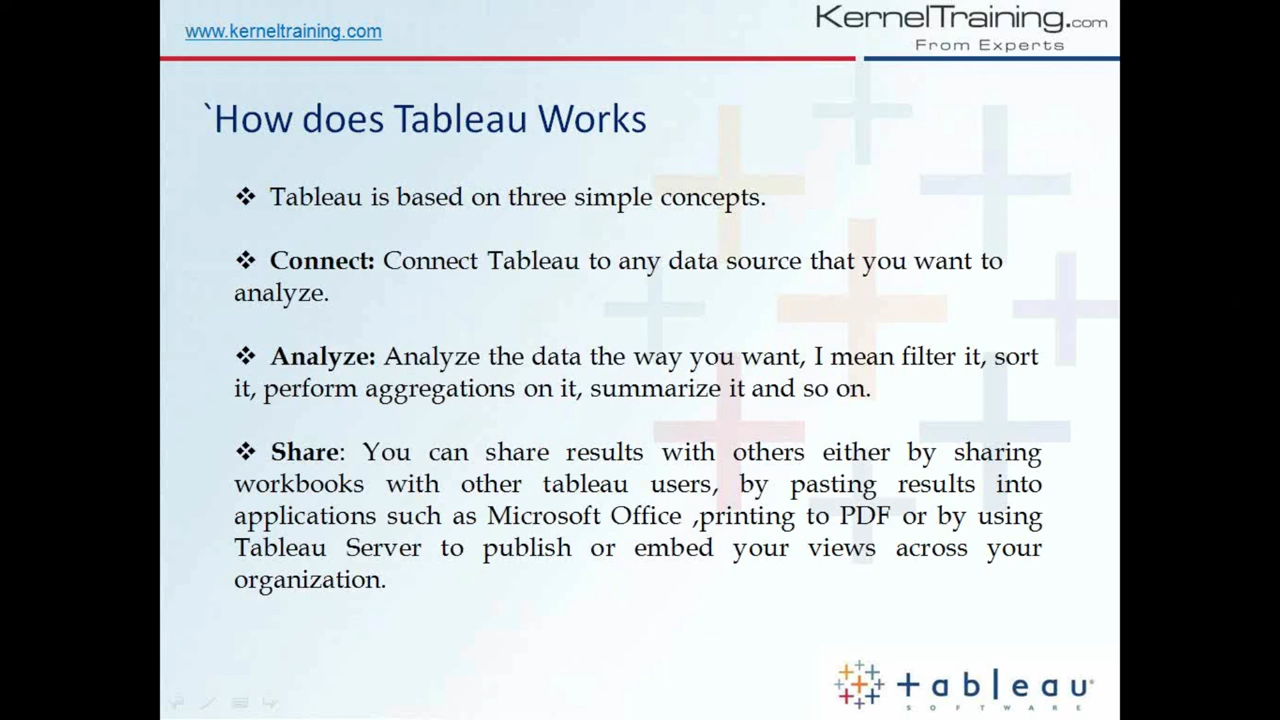 www.kerneltraining.com
KernelTraining.com
From Experts
`How does Tableau Works
❖ Tableau is based on three simple concepts.
❖ Connect: Connect Tableau to any data source that you want to
analyze.
❖ Analyze: Analyze the data the way you want, I mean filter it, sort
it, perform aggregations on it, summarize it and so on.
❖ Share: You can share results with others either by sharing
workbooks with other tableau users, by pasting results into
applications such as Microsoft Office ,printing to PDF or by using
Tableau Server to publish or embed your views across your
organization.
+ableau®
SOFTWARE